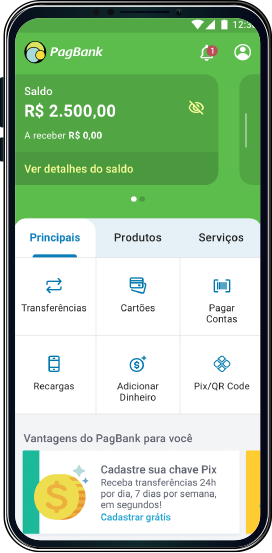 12:3
PagBank
1
Saldo
R$ 2.500,00
A receber R$ 0,00
Ver detalhes do saldo
Principais Produtos Serviços
Transferências Cartões Pagar
Contas
Recargas Adicionar
Dinheiro Pix/QR Code
Vantagens do PagBank para você
Cadastre sua chave Pix
Receba transferências 24h
por dia, 7 dias por semana,
em segundos!
Cadastrar grátis